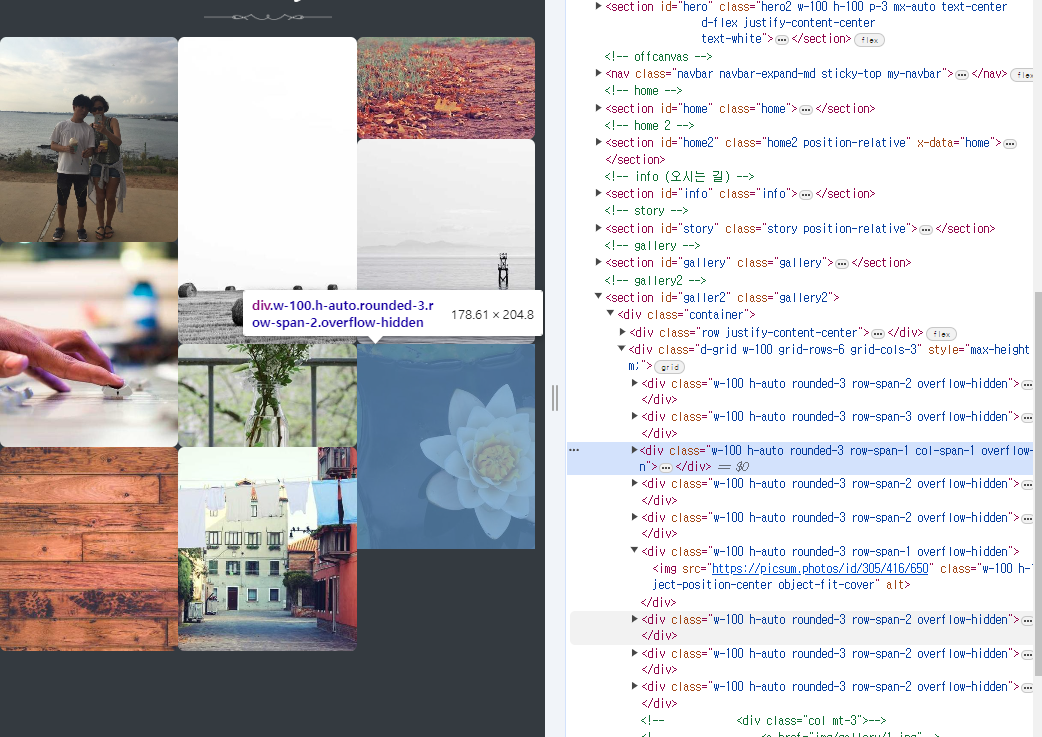 <section id="hero" class="hero2 w-100 h-100 p-3 mx-auto text-center
d-flex justify-content-center
text-white"> ⋯ </section> flex
<!-- offcanvas -->
<nav class="navbar navbar-expand-md sticky-top my-navbar"> ⋯ </nav>
<!-- home -->
<section id="home" class="home"> ⋯ </section>
<!-- home 2 -->
<section id="home2" class="home2 position-relative" x-data="home"> ⋯
</section>
<!-- info (오시는 길) -->
<section id="info" class="info"> ⋯ </section>
<!-- story -->
<section id="story" class="story position-relative"> ⋯ </section>
<!-- gallery -->
<section id="gallery" class="gallery"> ⋯ </section>
<!-- gallery2 -->
<section id="galler2" class="gallery2">
<div class="container">
<div class="row justify-content-center"> ⋯ </div> flex
<div class="d-grid w-100 grid-rows-6 grid-cols-3" style="max-height
m;"> grid
<div class="w-100 h-auto rounded-3 row-span-2 overflow-hidden"> ⋯
</div>
<div class="w-100 h-auto rounded-3 row-span-3 overflow-hidden"> ⋯
</div>
<div class="w-100 h-auto rounded-3 row-span-1 col-span-1 overflow-
n"> ⋯ </div> == $0
<div class="w-100 h-auto rounded-3 row-span-2 overflow-hidden"> ⋯
</div>
<div class="w-100 h-auto rounded-3 row-span-2 overflow-hidden"> ⋯
</div>
<div class="w-100 h-auto rounded-3 row-span-1 overflow-hidden">
<img src="https://picsum.photos/id/305/416/650" class="w-100 h-
ject-position-center object-fit-cover" alt>
</div>
<div class="w-100 h-auto rounded-3 row-span-2 overflow-hidden"> ⋯
</div>
<div class="w-100 h-auto rounded-3 row-span-2 overflow-hidden"> ⋯
</div>
<div class="w-100 h-auto rounded-3 row-span-2 overflow-hidden"> ⋯
</div>
<!-- <div class="col mt-3">-->
div.w-100.h-auto.rounded-3.r
ow-span-2.overflow-hidden 178.61 × 204.8